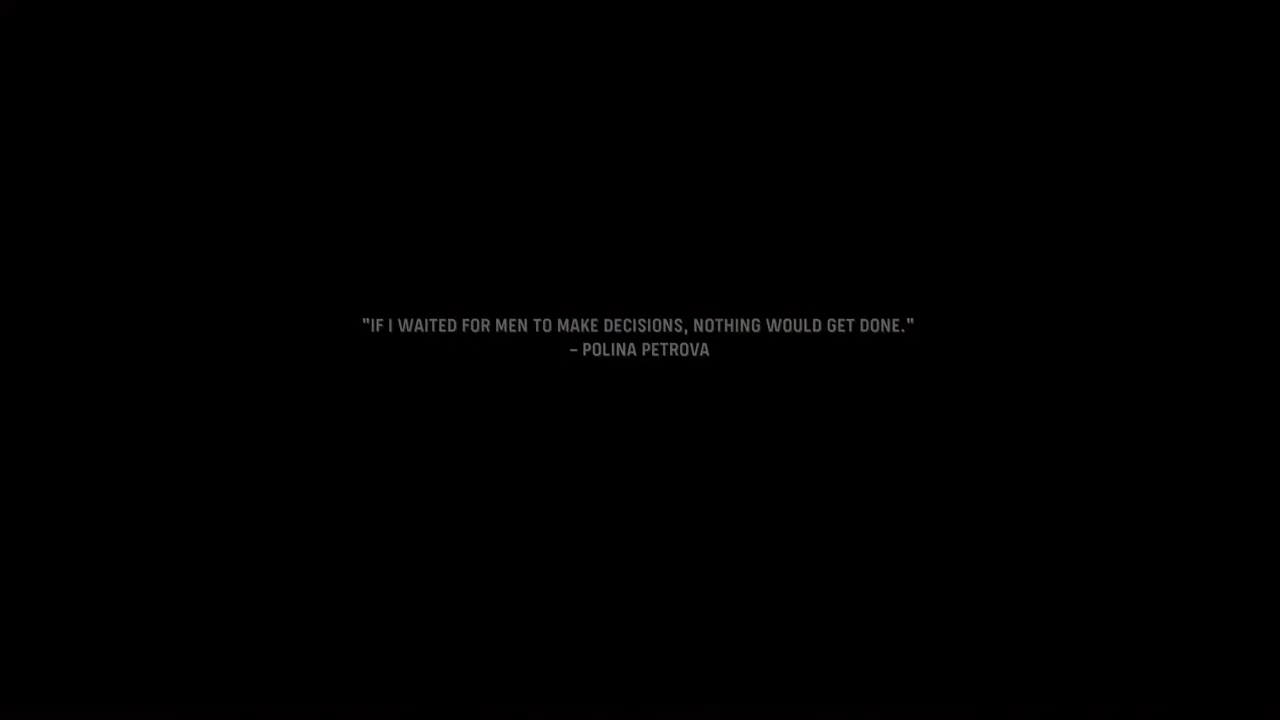 "IF I WAITED FOR MEN TO MAKE DECISIONS, NOTHING WOULD GET DONE."
– POLINA PETROVA